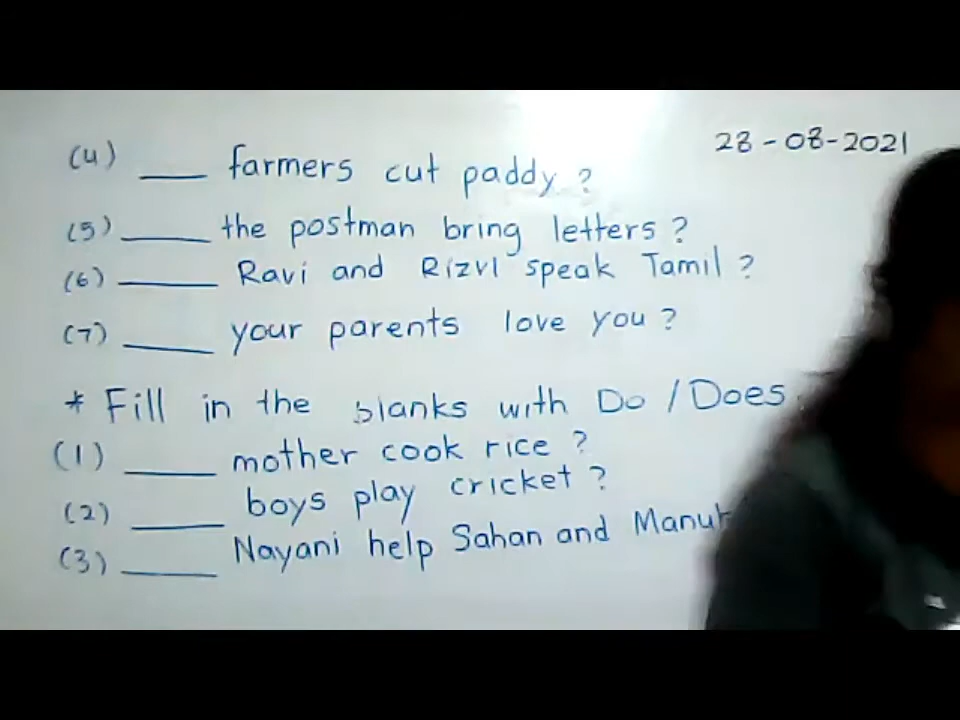 28-08-2021
(4) ___ farmers cut paddy ?
(5) ___ the postman bring letters ?
(6) ___ Ravi and Rizvi speak Tamil ?
(7) ___ your parents love you ?
* Fill in the blanks with Do / Does.
(1) ___ mother cook rice ?
(2) ___ boys play cricket ?
(3) ___ Nayani help Sahan and